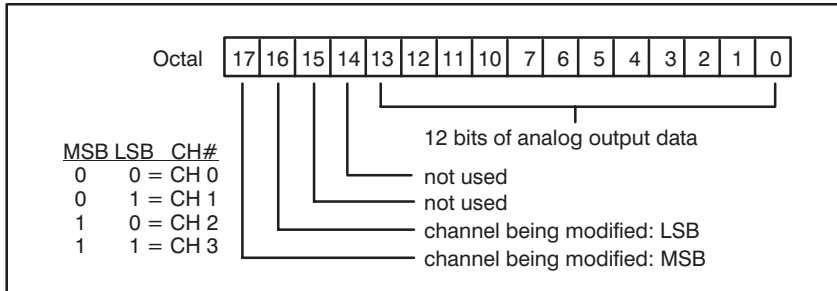 Octal 17 16 15 14 13 12 11 10 7 6 5 4 3 2 1 0
12 bits of analog output data
MSB LSB CH#
0 0 = CH 0
0 1 = CH 1
1 0 = CH 2
1 1 = CH 3
not used
not used
channel being modified: LSB
channel being modified: MSB